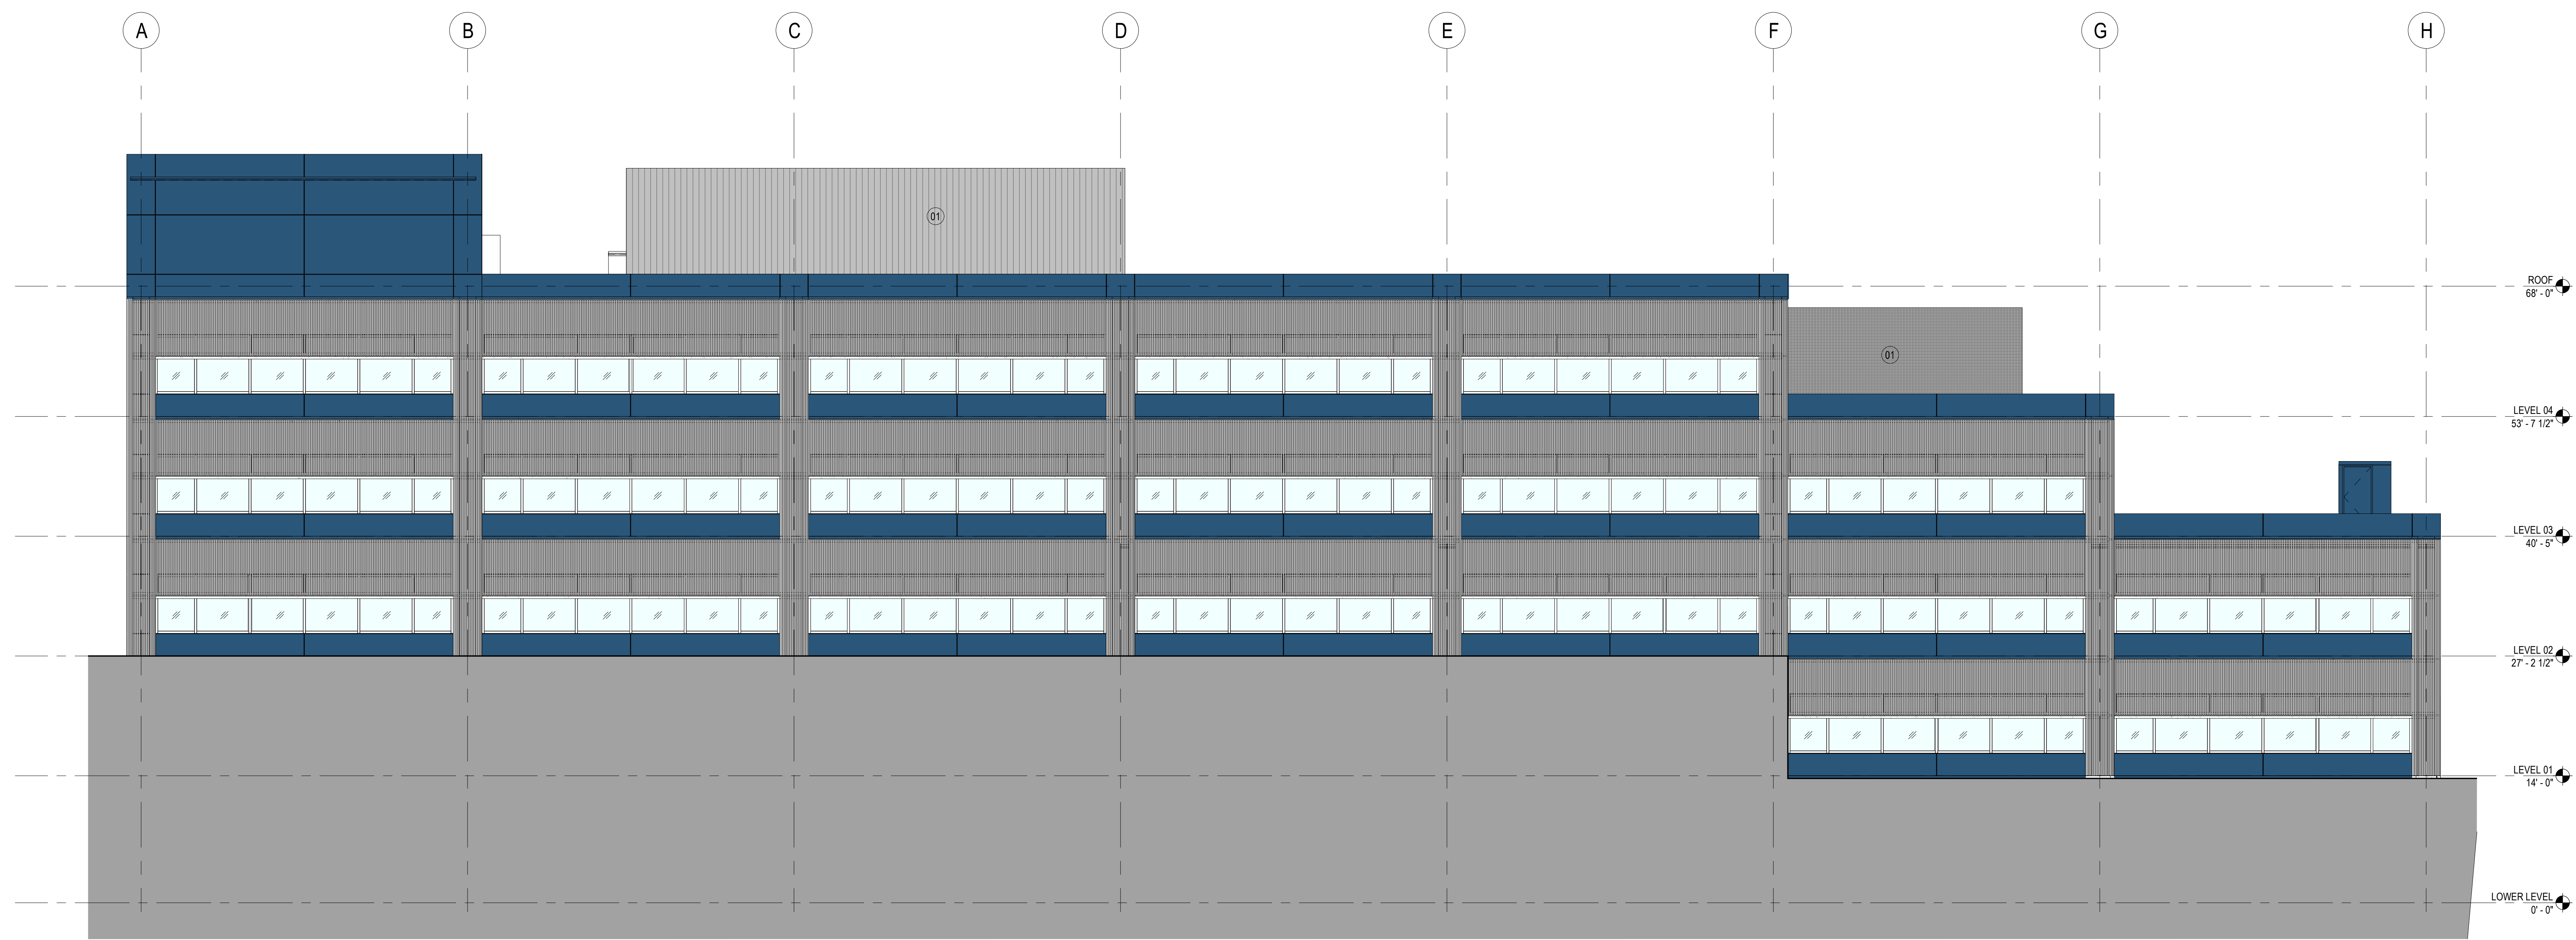 A B C D E F G H
01
ROOF
68' - 0"
01
LEVEL 04
53' - 7 1/2"
LEVEL 03
40' - 5"
LEVEL 02
27' - 2 1/2"
LEVEL 01
14' - 0"
LOWER LEVEL
0' - 0"